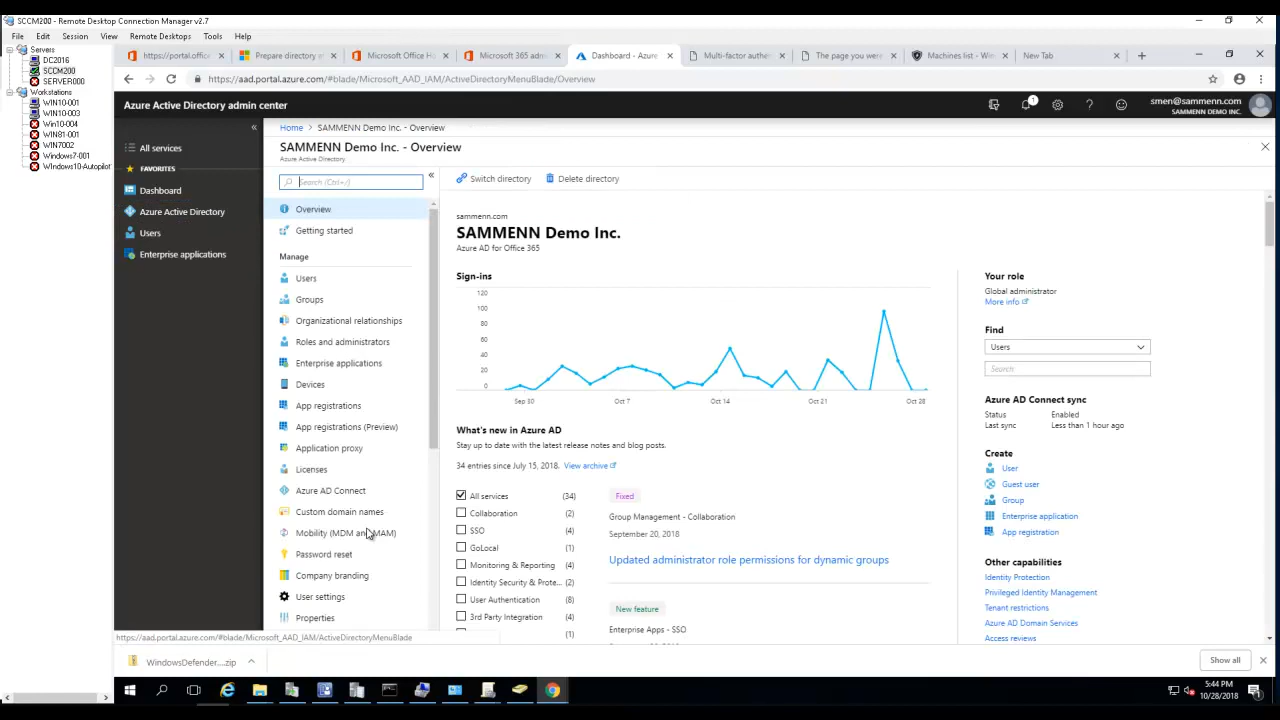 SCCM200 - Remote Desktop Connection Manager v2.7
File Edit Session View Remote Desktops Tools Help
Servers
DC2016
SCCM200
SERVER000
Workstations
WIN10-001
WIN10-003
Win10-004
WIN81-001
WIN7002
Windows7-001
Windows10-Autopilot
https://portal.office
Prepare directory w
Microsoft Office Ho
Microsoft 365 admi
Dashboard - Azure
Multi-factor authen
The page you were
Machines list - Win
New Tab
https://aad.portal.azure.com/#blade/Microsoft_AAD_IAM/ActiveDirectoryMenuBlade/Overview
Azure Active Directory admin center
1
smen@sammenn.com
SAMMENN DEMO INC.
All services
FAVORITES
Dashboard
Azure Active Directory
Users
Enterprise applications
Home > SAMMENN Demo Inc. - Overview
SAMMENN Demo Inc. - Overview
Azure Active Directory
Search (Ctrl+/)
Overview
Getting started
Manage
Users
Groups
Organizational relationships
Roles and administrators
Enterprise applications
Devices
App registrations
App registrations (Preview)
Application proxy
Licenses
Azure AD Connect
Custom domain names
Mobility (MDM and MAM)
Password reset
Company branding
User settings
Properties
Switch directory Delete directory
sammenn.com
SAMMENN Demo Inc.
Azure AD for Office 365
Sign-ins
120
100
80
60
40
20
0
Sep 30 Oct 7 Oct 14 Oct 21 Oct 28
What's new in Azure AD
Stay up to date with the latest release notes and blog posts.
34 entries since July 15, 2018. View archive
All services (34)
Collaboration (2)
SSO (4)
GoLocal (1)
Monitoring & Reporting (4)
Identity Security & Prote... (2)
User Authentication (8)
3rd Party Integration (4)
(1)
Fixed
Group Management - Collaboration
September 20, 2018
Updated administrator role permissions for dynamic groups
New feature
Enterprise Apps - SSO
Your role
Global administrator
More info
Find
Users
Search
Azure AD Connect sync
Status Enabled
Last sync Less than 1 hour ago
Create
User
Guest user
Group
Enterprise application
App registration
Other capabilities
Identity Protection
Privileged Identity Management
Tenant restrictions
Azure AD Domain Services
Access reviews
https://aad.portal.azure.com/#blade/Microsoft_AAD_IAM/ActiveDirectoryMenuBlade
WindowsDefender....zip
Show all
5:44 PM
10/28/2018
1